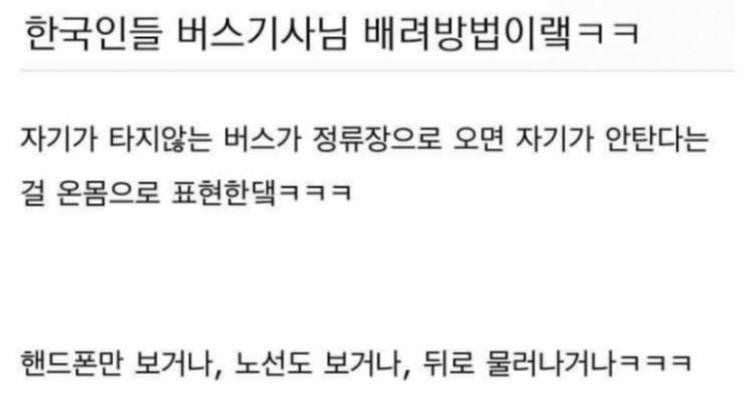 한국인들 버스기사님 배려방법이랰ㅋㅋ
자기가 타지않는 버스가 정류장으로 오면 자기가 안탄다는
걸 온몸으로 표현한댘ㅋㅋㅋ
핸드폰만 보거나, 노선도 보거나, 뒤로 물러나거나ㅋㅋㅋ